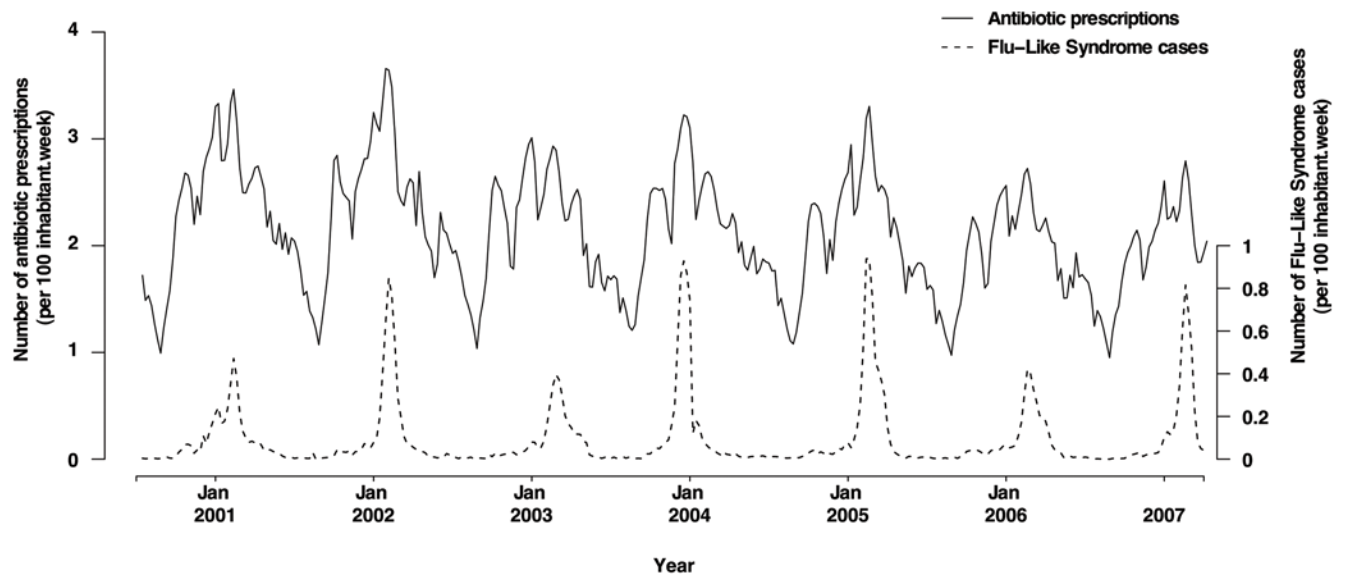 Antibiotic prescriptions
Flu–Like Syndrome cases
Number of antibiotic prescriptions
(per 100 inhabitant.week)
4
3
2
1
0
Number of Flu–Like Syndrome cases
(per 100 inhabitant.week)
1
0.8
0.6
0.4
0.2
0
Jan Jan Jan Jan Jan Jan
2001 2002 2003 2004 2005 2006 2007
Year